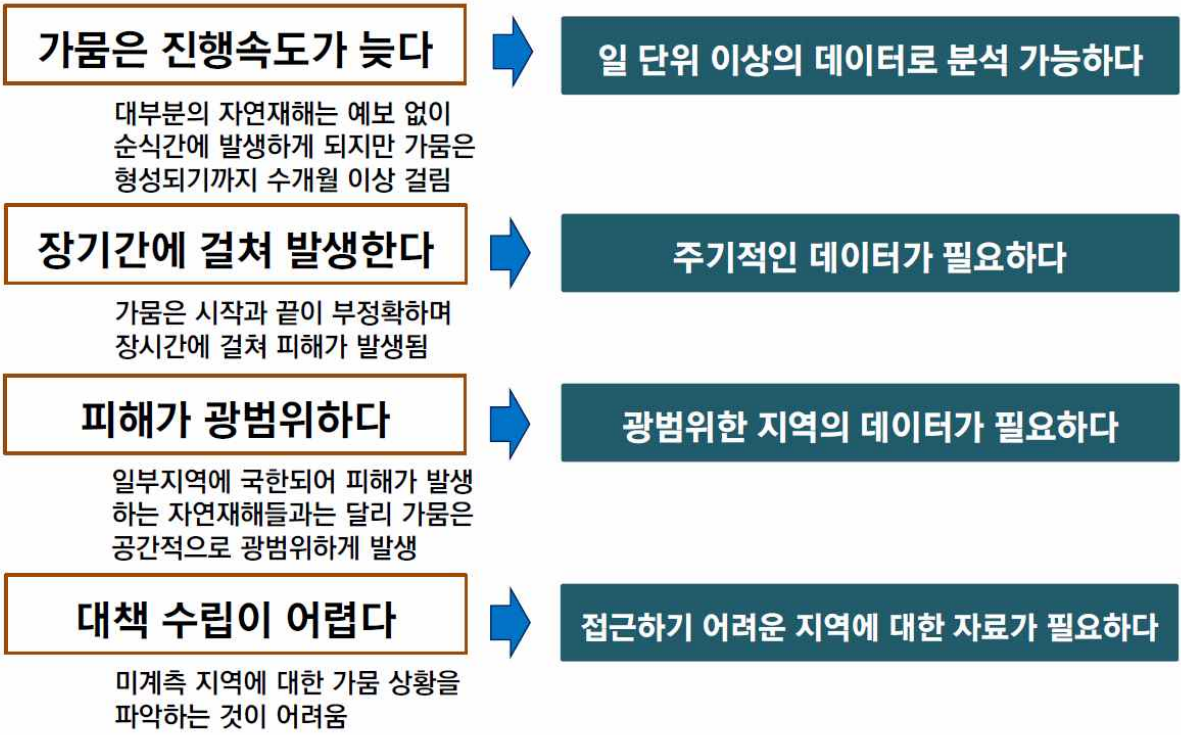 가뭄은 진행속도가 늦다
일 단위 이상의 데이터로 분석 가능하다
대부분의 자연재해는 예보 없이
순식간에 발생하게 되지만 가뭄은
형성되기까지 수개월 이상 걸림
장기간에 걸쳐 발생한다
주기적인 데이터가 필요하다
가뭄은 시작과 끝이 부정확하며
장시간에 걸쳐 피해가 발생됨
피해가 광범위하다
광범위한 지역의 데이터가 필요하다
일부지역에 국한되어 피해가 발생
하는 자연재해들과는 달리 가뭄은
공간적으로 광범위하게 발생
대책 수립이 어렵다
접근하기 어려운 지역에 대한 자료가 필요하다
미계측 지역에 대한 가뭄 상황을
파악하는 것이 어려움